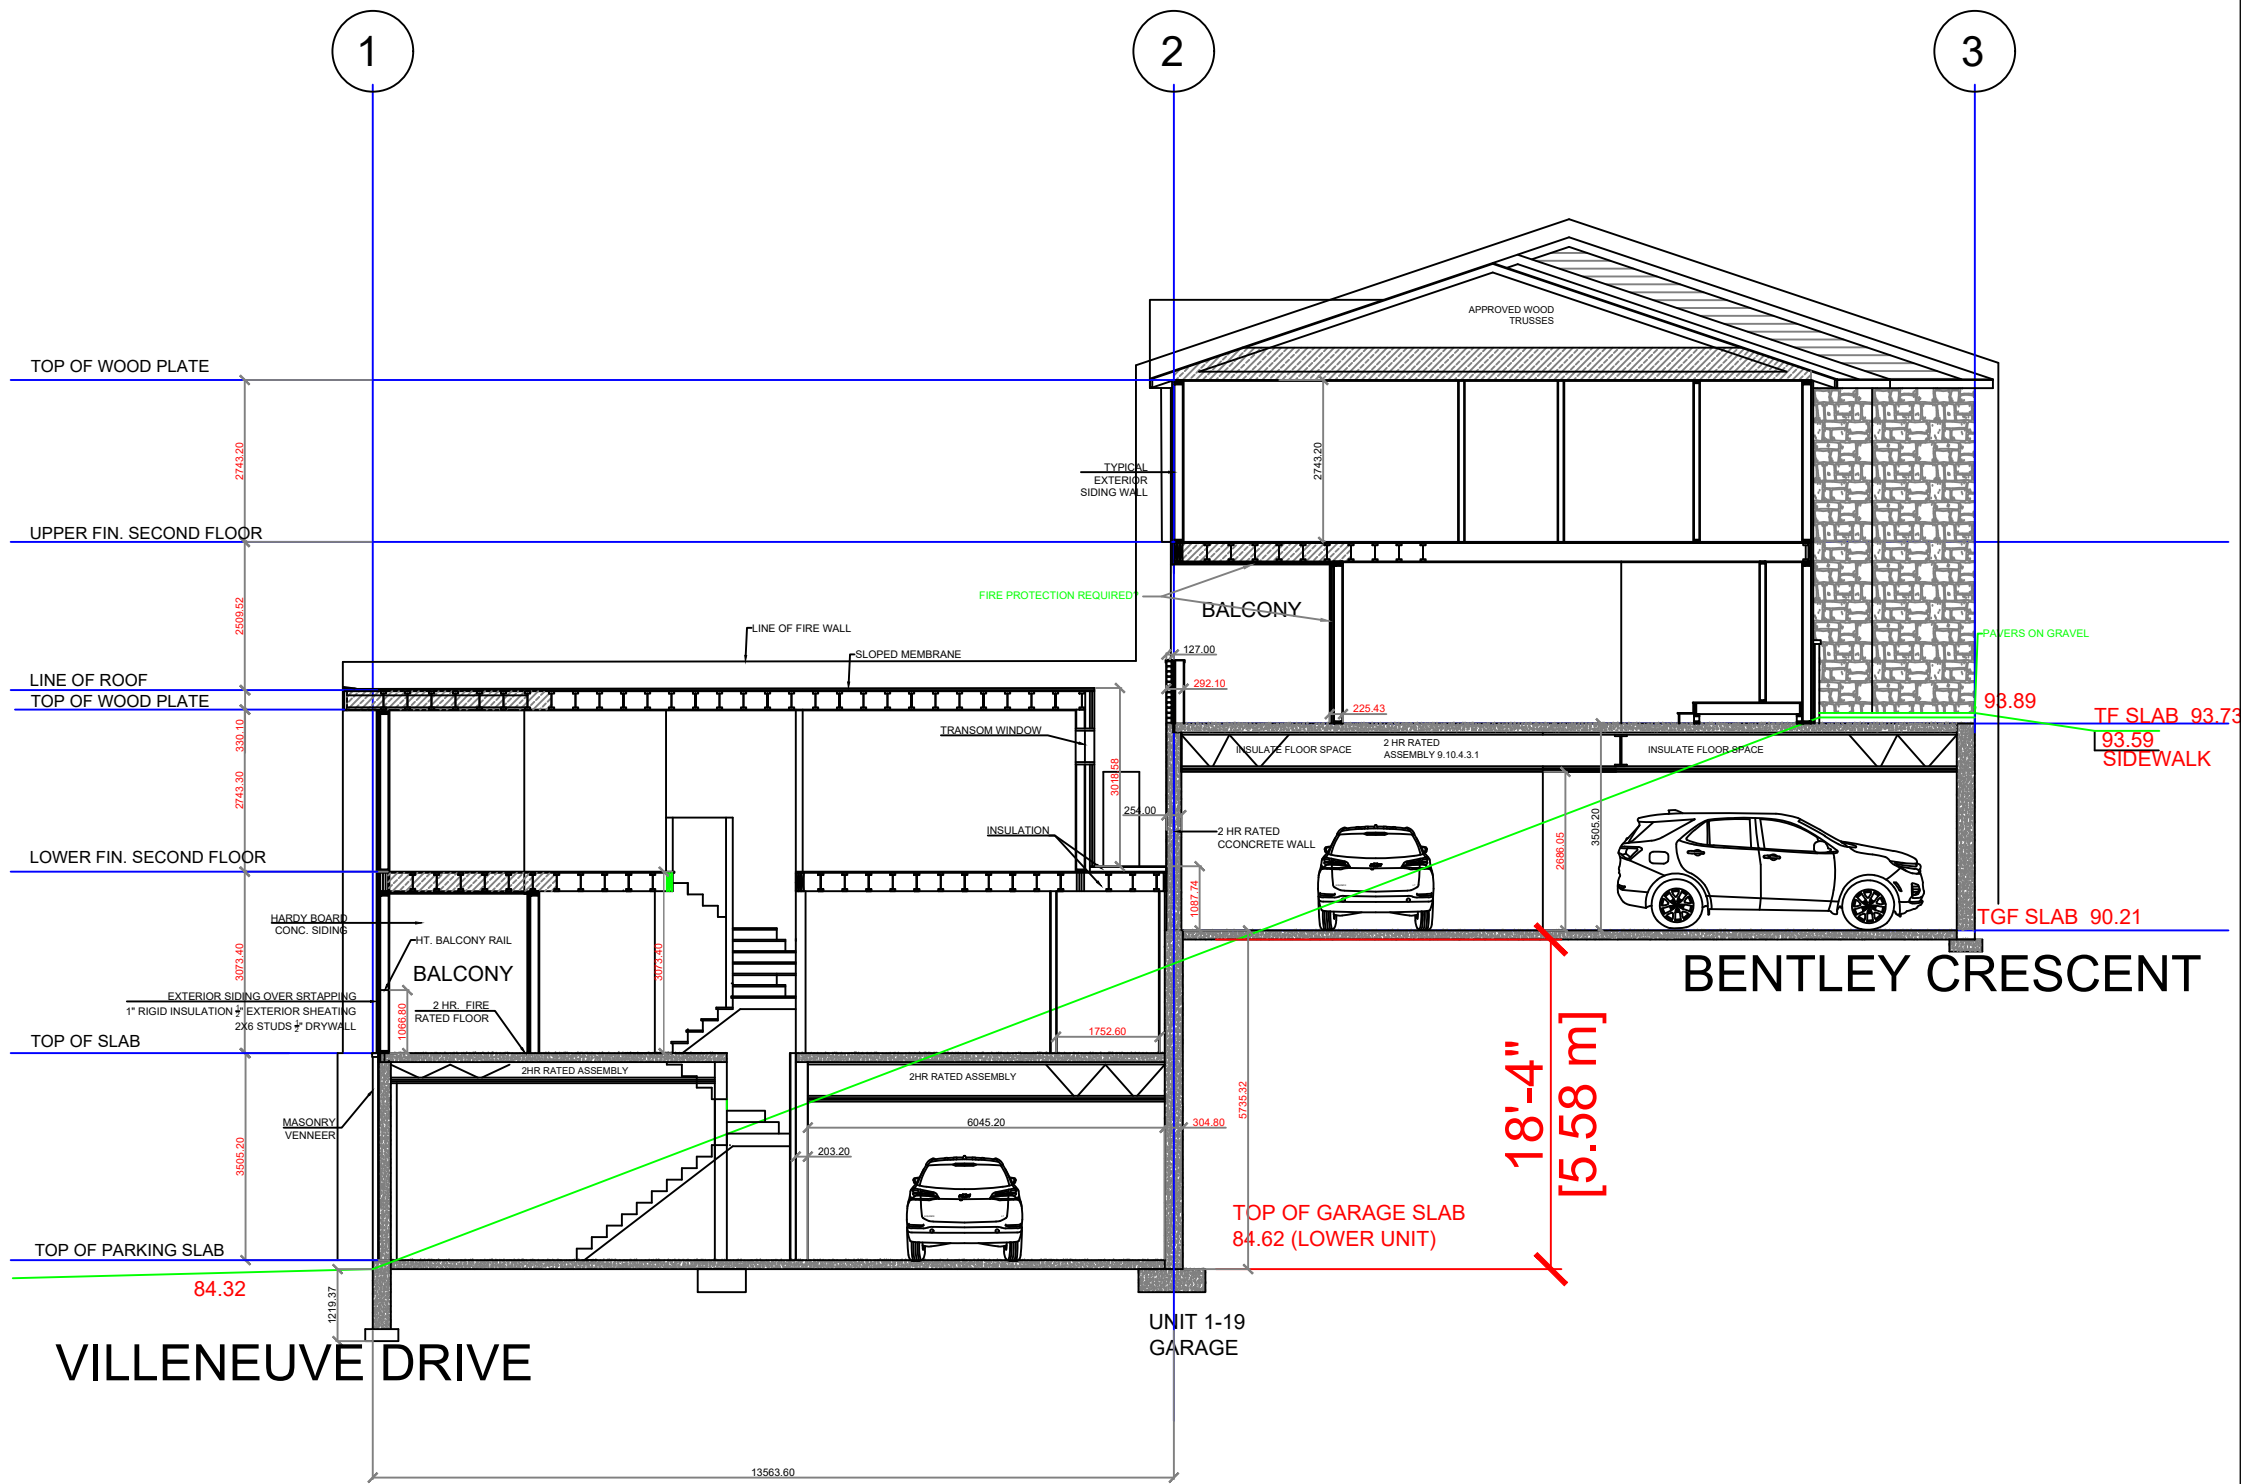 1
2
3
APPROVED WOOD
TRUSSES
TOP OF WOOD PLATE
2743.20
2743.20
TYPICAL
EXTERIOR
SIDING WALL
UPPER FIN. SECOND FLOOR
FIRE PROTECTION REQUIRED?
BALCONY
2509.52
LINE OF FIRE WALL
SLOPED MEMBRANE
127.00
PAVERS ON GRAVEL
LINE OF ROOF
292.10
TOP OF WOOD PLATE
225.43
93.89
TF SLAB 93.73
93.59
SIDEWALK
330.10
TRANSOM WINDOW
INSULATE FLOOR SPACE
2 HR RATED
ASSEMBLY 9.10.4.3.1
INSULATE FLOOR SPACE
2743.30
3018.58
254.00
INSULATION
2 HR RATED
CCONCRETE WALL
2686.05
3505.20
LOWER FIN. SECOND FLOOR
1087.74
HARDY BOARD
CONC. SIDING
HT. BALCONY RAIL
BALCONY
3073.40
3073.40
TGF SLAB 90.21
BENTLEY CRESCENT
EXTERIOR SIDING OVER SRTAPPING
1" RIGID INSULATION ½" EXTERIOR SHEATING
2X6 STUDS ½" DRYWALL
1066.80
2 HR. FIRE
RATED FLOOR
1752.60
TOP OF SLAB
2HR RATED ASSEMBLY
2HR RATED ASSEMBLY
MASONRY
VENNEER
3505.20
6045.20
304.80
203.20
5735.32
18'-4"
[5.58 m]
TOP OF GARAGE SLAB
84.62 (LOWER UNIT)
TOP OF PARKING SLAB
84.32
1219.37
UNIT 1-19
GARAGE
VILLENEUVE DRIVE
13563.60